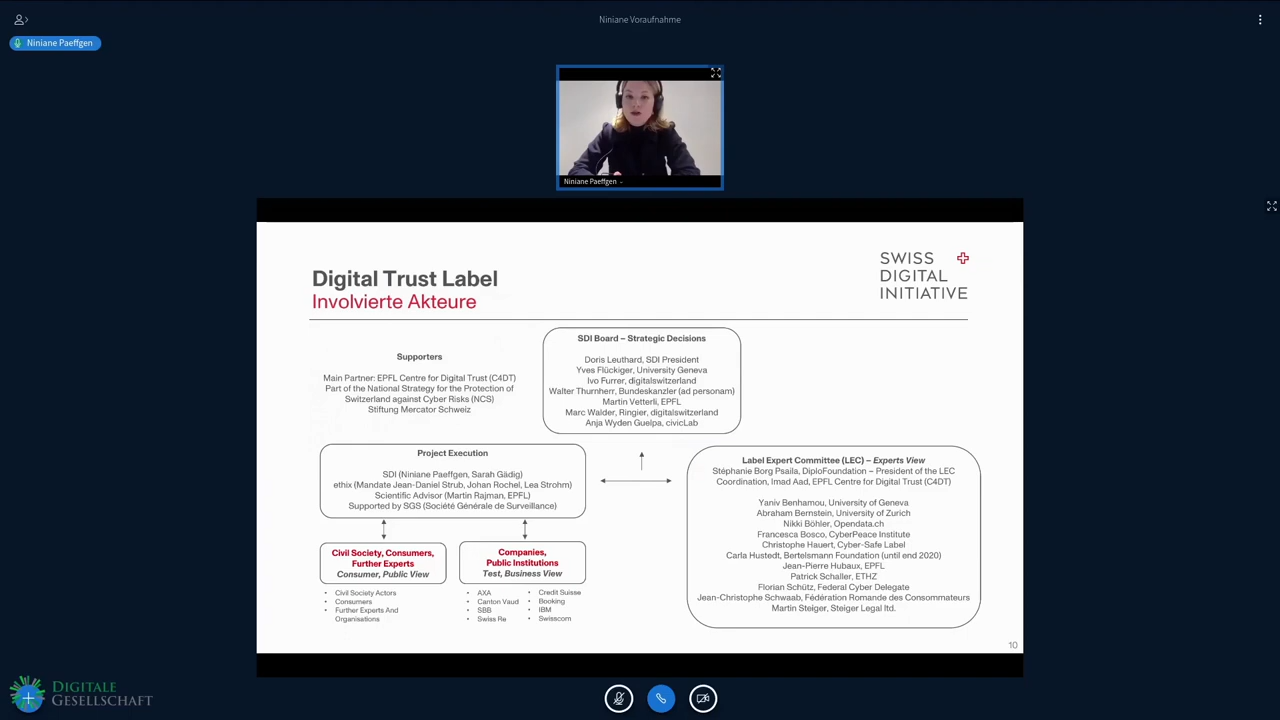 Niniane Voraufnahme
Niniane Paeffgen
Niniane Paeffgen
SWISS
DIGITAL
INITIATIVE
Digital Trust Label
Involvierte Akteure
Supporters
Main Partner: EPFL Centre for Digital Trust (C4DT)
Part of the National Strategy for the Protection of
Switzerland against Cyber Risks (NCS)
Stiftung Mercator Schweiz
SDI Board – Strategic Decisions
Doris Leuthard, SDI President
Yves Flückiger, University Geneva
Ivo Furrer, digitalswitzerland
Walter Thurnherr, Bundeskanzler (ad personam)
Martin Vetterli, EPFL
Marc Walder, Ringier, digitalswitzerland
Anja Wyden Guelpa, civicLab
Project Execution
SDI (Niniane Paeffgen, Sarah Gädig)
ethix (Mandate Jean-Daniel Strub, Johan Rochel, Lea Strohm)
Scientific Advisor (Martin Rajman, EPFL)
Supported by SGS (Société Générale de Surveillance)
Label Expert Committee (LEC) – Experts View
Stéphanie Borg Psaila, DiploFoundation – President of the LEC
Coordination, Imad Aad, EPFL Centre for Digital Trust (C4DT)
Yaniv Benhamou, University of Geneva
Abraham Bernstein, University of Zurich
Nikki Böhler, Opendata.ch
Francesca Bosco, CyberPeace Institute
Christophe Hauert, Cyber-Safe Label
Carla Hustedt, Bertelsmann Foundation (until end 2020)
Jean-Pierre Hubaux, EPFL
Patrick Schaller, ETHZ
Florian Schütz, Federal Cyber Delegate
Jean-Christophe Schwaab, Fédération Romande des Consommateurs
Martin Steiger, Steiger Legal ltd.
Civil Society, Consumers,
Further Experts
Consumer, Public View
• Civil Society Actors
• Consumers
• Further Experts And
Organisations
Companies,
Public Institutions
Test, Business View
• AXA
• Canton Vaud
• SBB
• Swiss Re
• Credit Suisse
• Booking
• IBM
• Swisscom
10
DIGITALE
GESELLSCHAFT